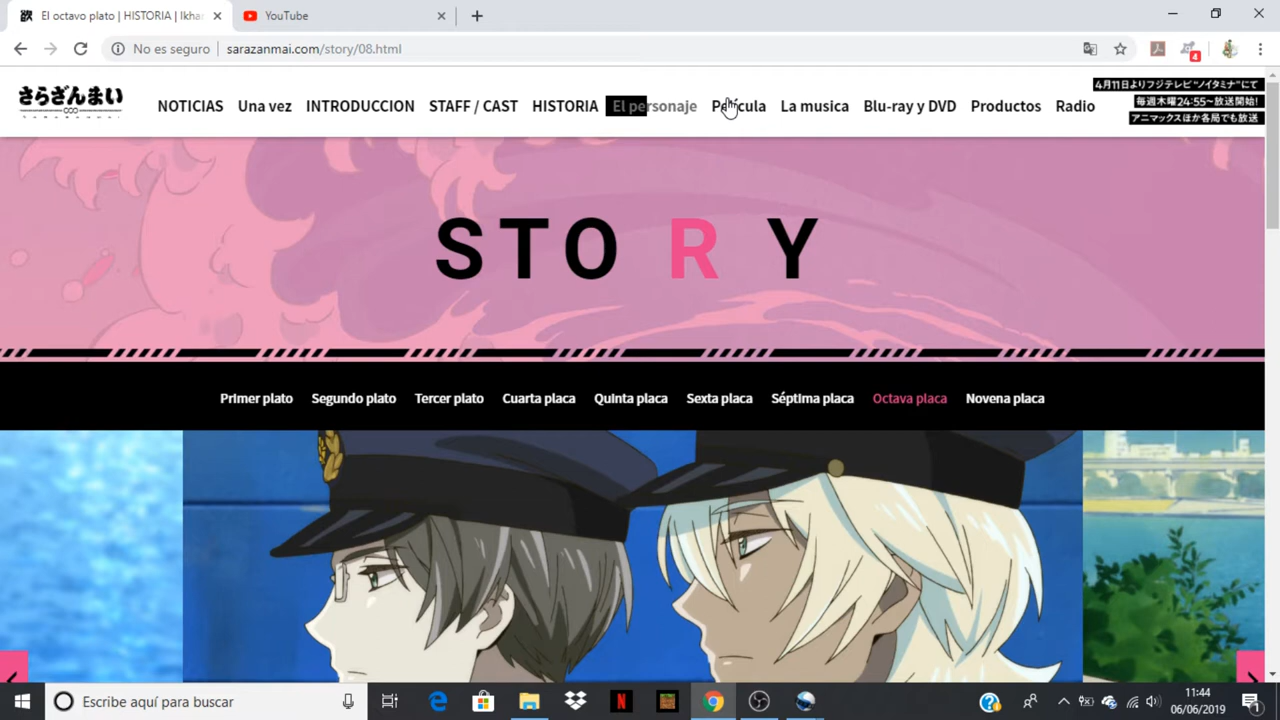 El octavo plato | HISTORIA | Ikhar
YouTube
No es seguro
sarazanmai.com/story/08.html
4
さらざんまい
NOTICIAS
Una vez
INTRODUCCION
STAFF / CAST
HISTORIA
El personaje
Película
La musica
Blu-ray y DVD
Productos
Radio
4月11日よりフジテレビ"ノイタミナ"にて
毎週木曜24:55~放送開始!
アニマックスほか各局でも放送
STORY
Primer plato
Segundo plato
Tercer plato
Cuarta placa
Quinta placa
Sexta placa
Séptima placa
Octava placa
Novena placa
Escribe aquí para buscar
11:44
06/06/2019
1